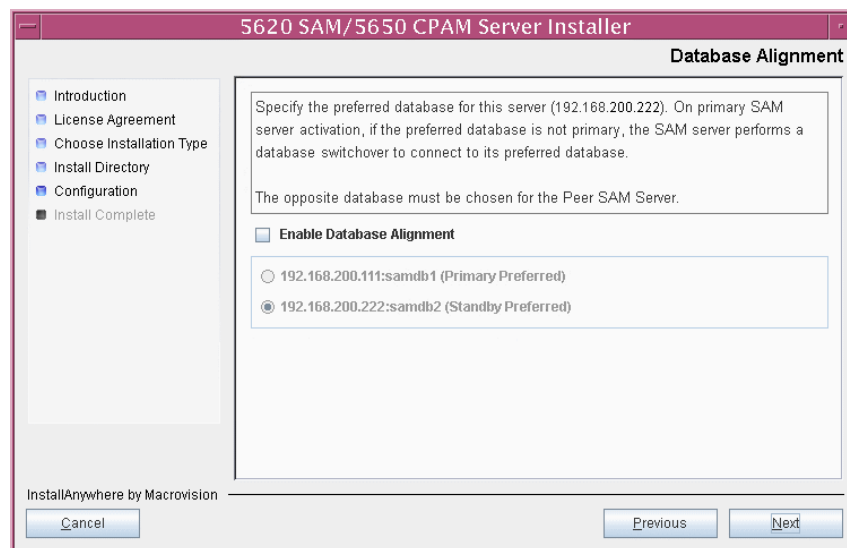 5620 SAM/5650 CPAM Server Installer
Database Alignment
Introduction
License Agreement
Choose Installation Type
Install Directory
Configuration
Install Complete
Specify the preferred database for this server (192.168.200.222). On primary SAM
server activation, if the preferred database is not primary, the SAM server performs a
database switchover to connect to its preferred database.
The opposite database must be chosen for the Peer SAM Server.
Enable Database Alignment
192.168.200.111:samdb1 (Primary Preferred)
192.168.200.222:samdb2 (Standby Preferred)
InstallAnywhere by Macrovision
Cancel
Previous
Next